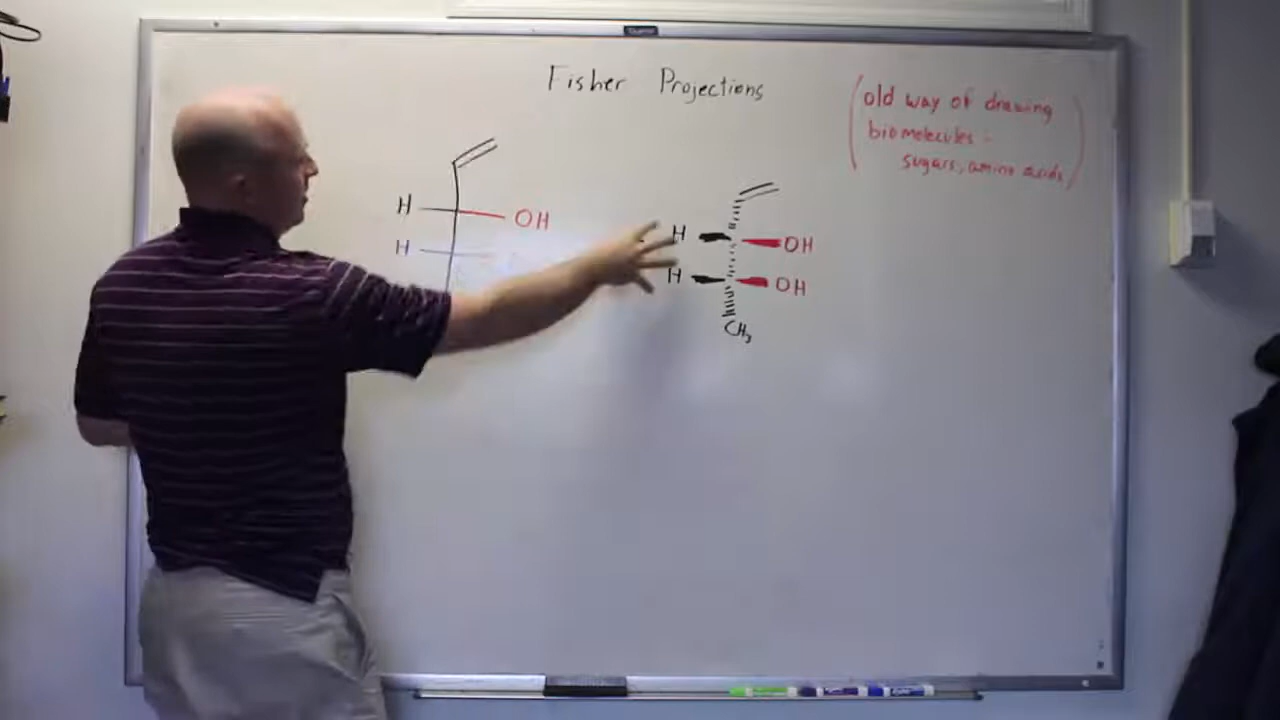 Fisher Projections
(old way of drawing
biomolecules -
sugars, amino acids)
H OH
H
H OH
H OH
CH3